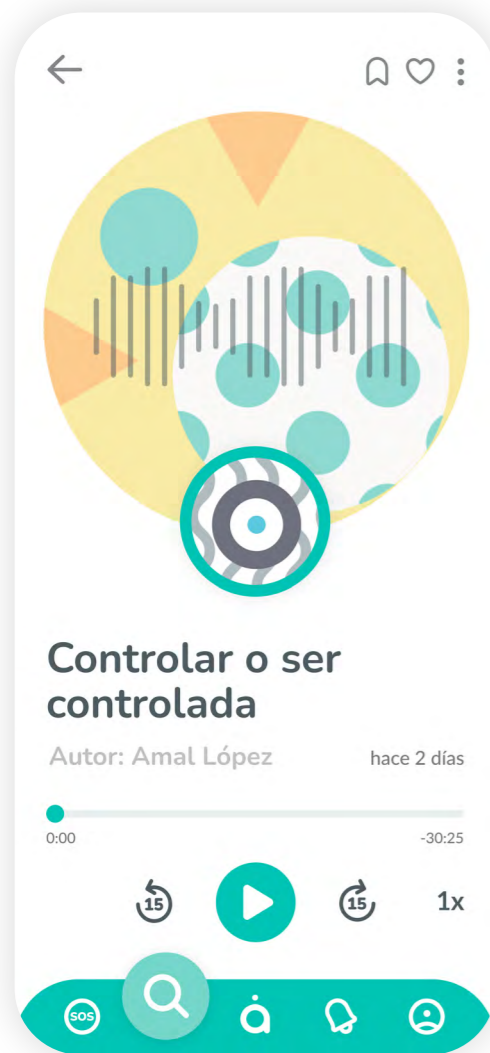 Controlar o ser
controlada
Autor: Amal López
hace 2 días
0:00
-30:25
15
15
1x
SOS